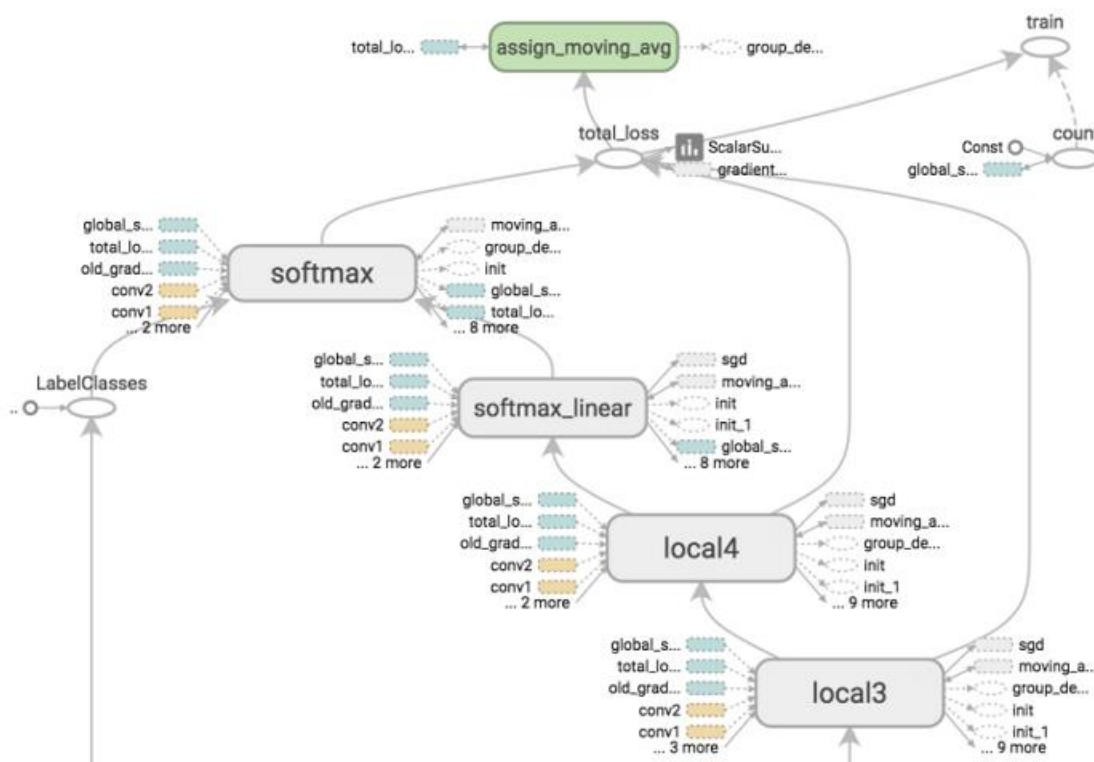 train
total_lo...
assign_moving_avg
group_de...
total_loss
ScalarSu...
gradient...
Const
coun
global_s...
global_s...
total_lo...
old_grad...
conv2
conv1
... 2 more
softmax
moving_a...
group_de...
init
global_s...
total_lo...
... 8 more
LabelClasses
..
global_s...
total_lo...
old_grad...
conv2
conv1
... 2 more
softmax_linear
sgd
moving_a...
init
init_1
global_s...
... 8 more
global_s...
total_lo...
old_grad...
conv2
conv1
... 2 more
local4
sgd
moving_a...
group_de...
init
init_1
... 9 more
global_s...
total_lo...
old_grad...
conv2
conv1
... 3 more
local3
sgd
moving_a...
group_de...
init
init_1
... 9 more